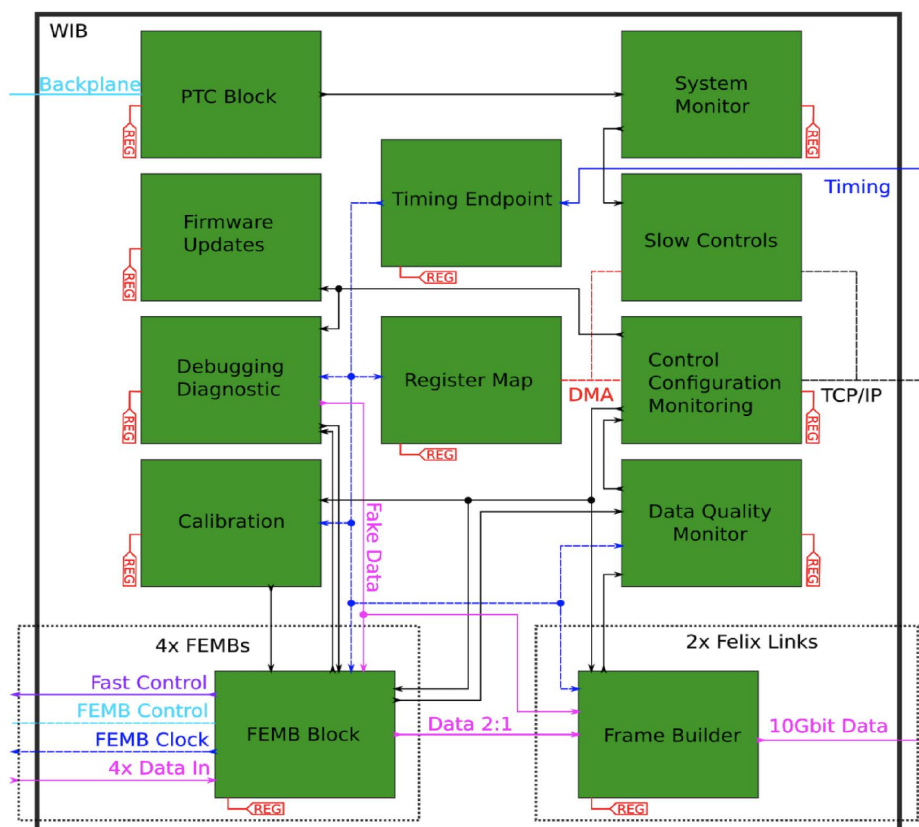 WIB
Backplane
PTC Block
REG
System
Monitor
REG
Timing Endpoint
REG
Timing
Firmware
Updates
REG
Slow Controls
Debugging
Diagnostic
REG
Register Map
REG
DMA
Control
Configuration
Monitoring
REG
TCP/IP
Calibration
REG
Fake Data
Data Quality
Monitor
REG
4x FEMBs
Fast Control
FEMB Control
FEMB Clock
4x Data In
FEMB Block
REG
Data 2:1
2x Felix Links
Frame Builder
REG
10Gbit Data